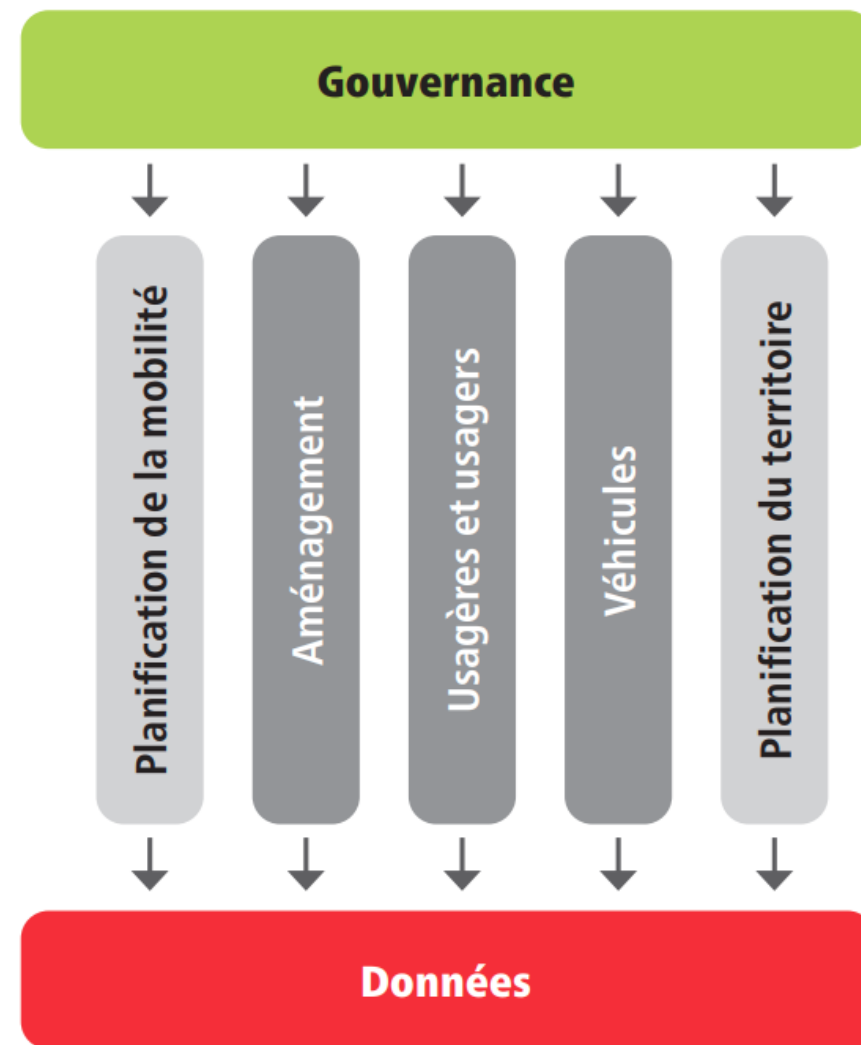 Gouvernance
Planification de la mobilité
Aménagement
Usagères et usagers
Véhicules
Planification du territoire
Données